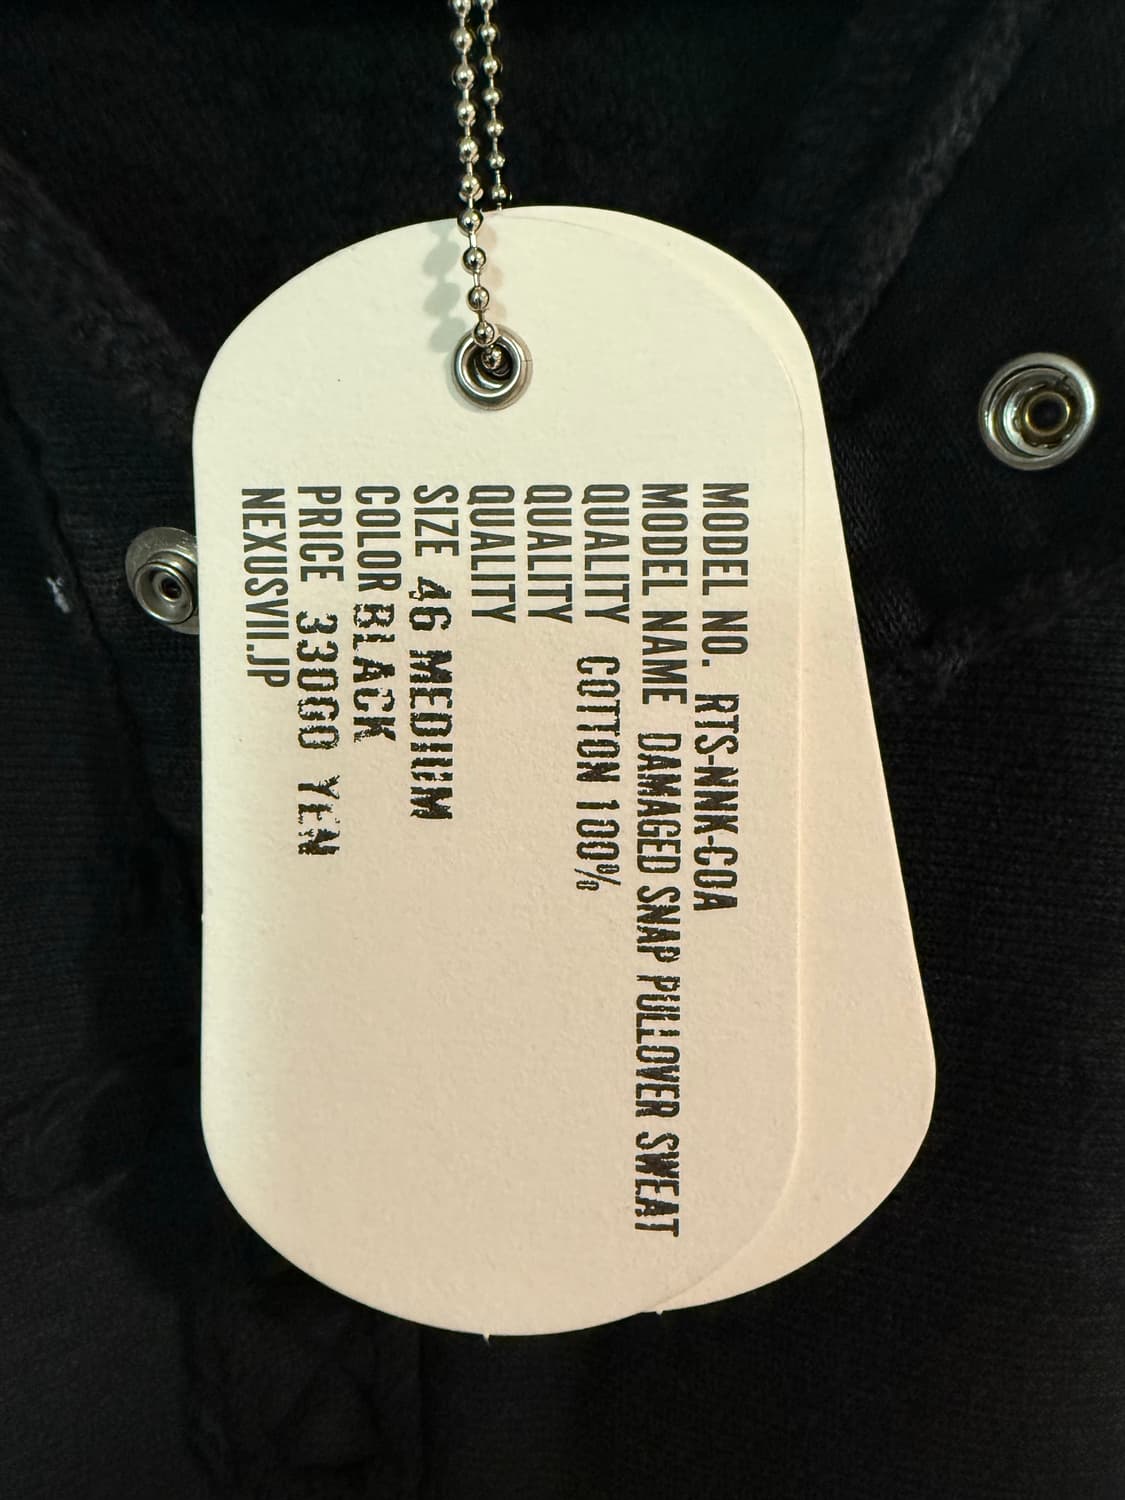 MODEL NO. RTS-NNK-COA
MODEL NAME DAMAGED SNAP PULLOVER SWEAT
QUALITY COTTON 100%
QUALITY
QUALITY
SIZE 46 MEDIUM
COLOR BLACK
PRICE 33000 YEN
NEXUSVII.JP